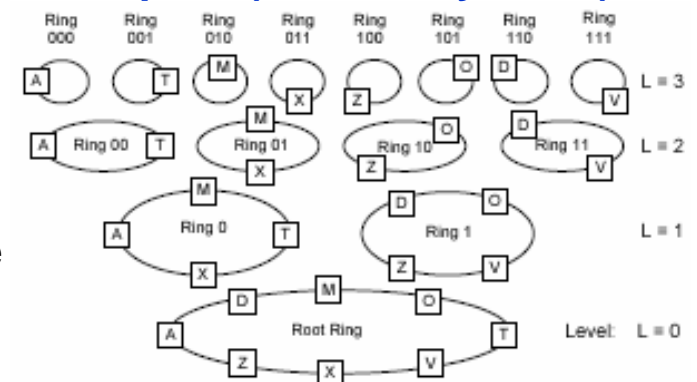 Ring 000 Ring 001 Ring 010 Ring 011 Ring 100 Ring 101 Ring 110 Ring 111
A T M X Z O D V L = 3
A Ring 00 T M Ring 01 X O Ring 10 Z D Ring 11 V L = 2
M
A Ring 0 T
X
D O
Ring 1
Z V
L = 1
D M O
A Root Ring T Level: L = 0
Z X V